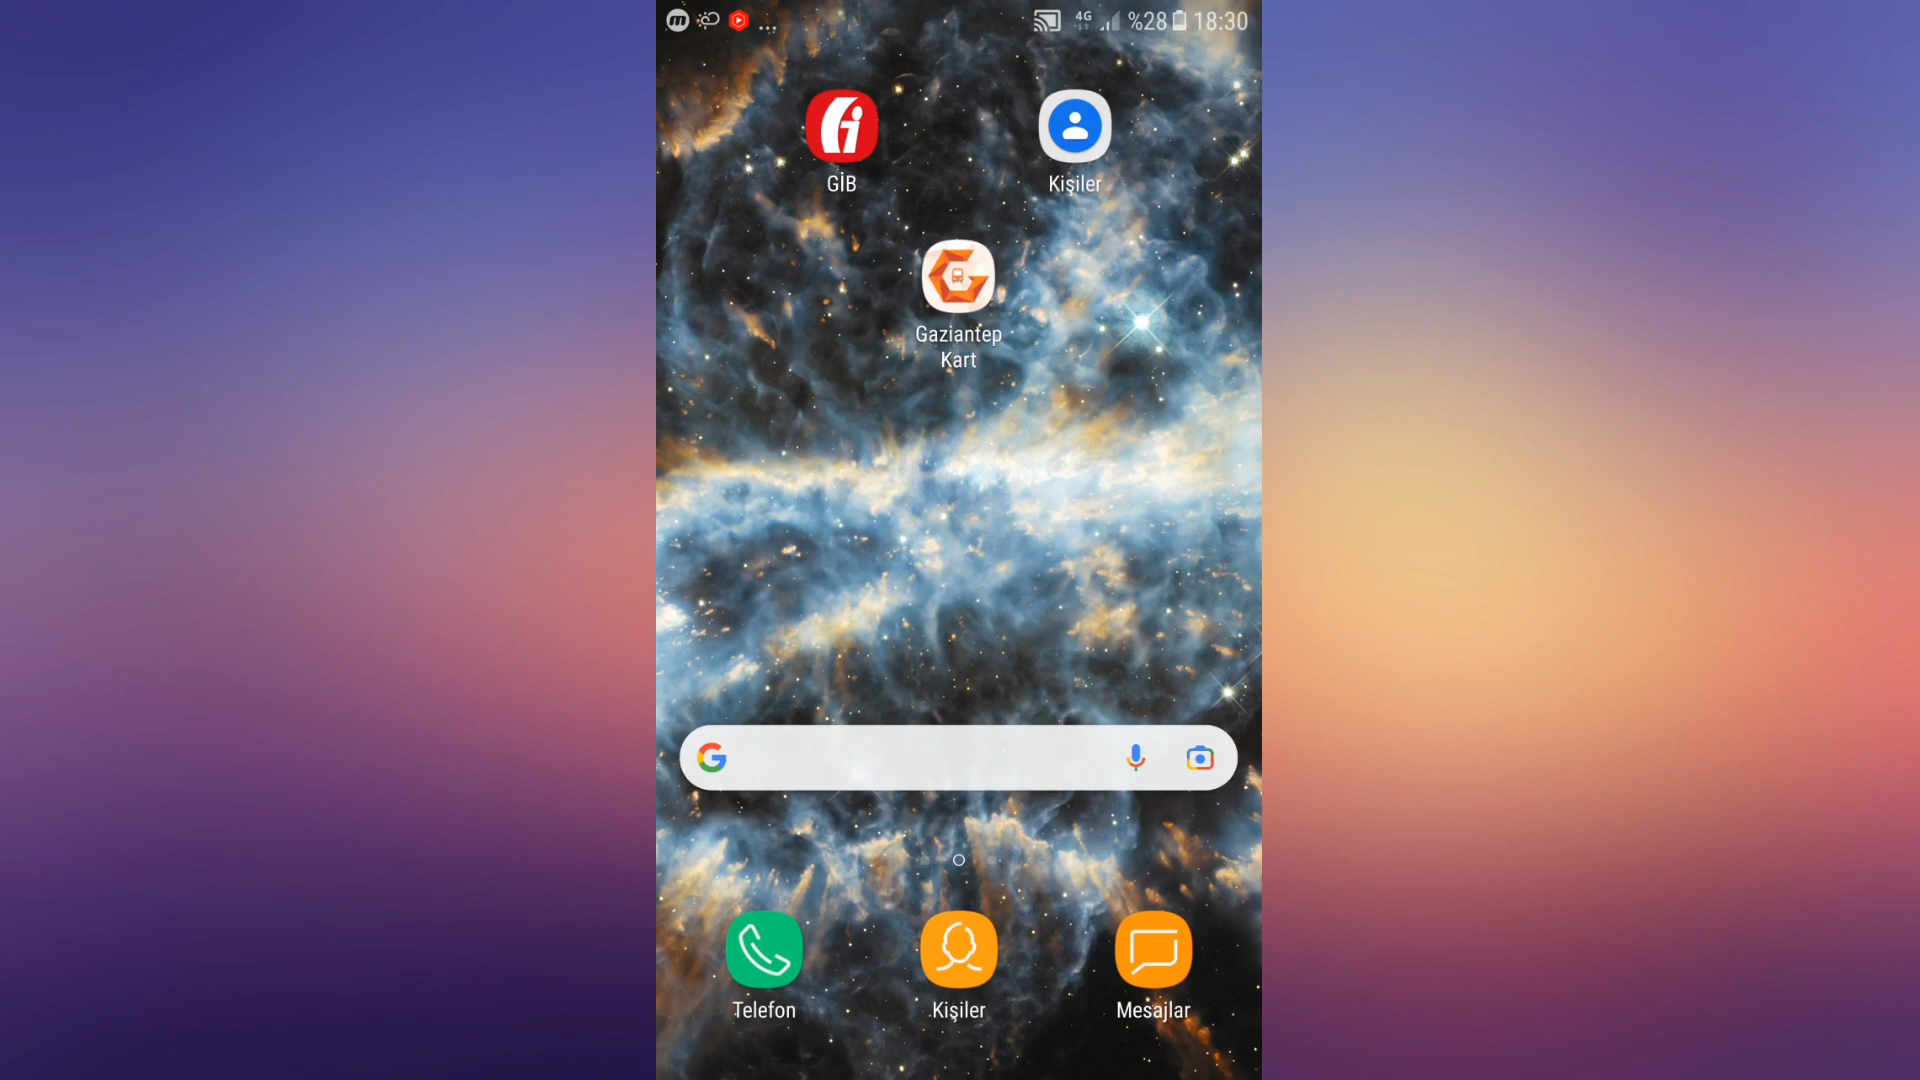 4G %28 18:30
GİB
Kişiler
Gaziantep
Kart
Telefon
Kişiler
Mesajlar